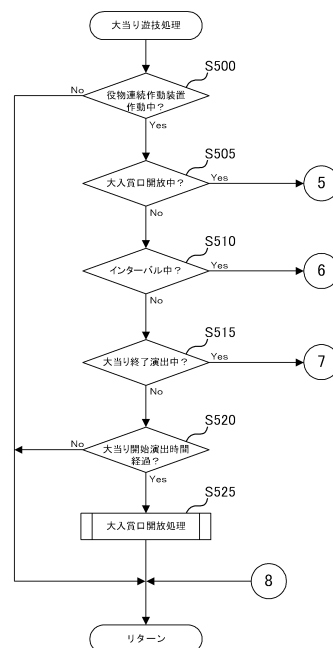 大当り遊技処理
S500
役物連続作動装置
作動中？
No
Yes
S505
大入賞口開放中？
Yes
5
No
S510
インターバル中？
Yes
6
No
S515
大当り終了演出中？
Yes
7
No
S520
大当り開始演出時間
経過？
No
Yes
S525
大入賞口開放処理
8
リターン